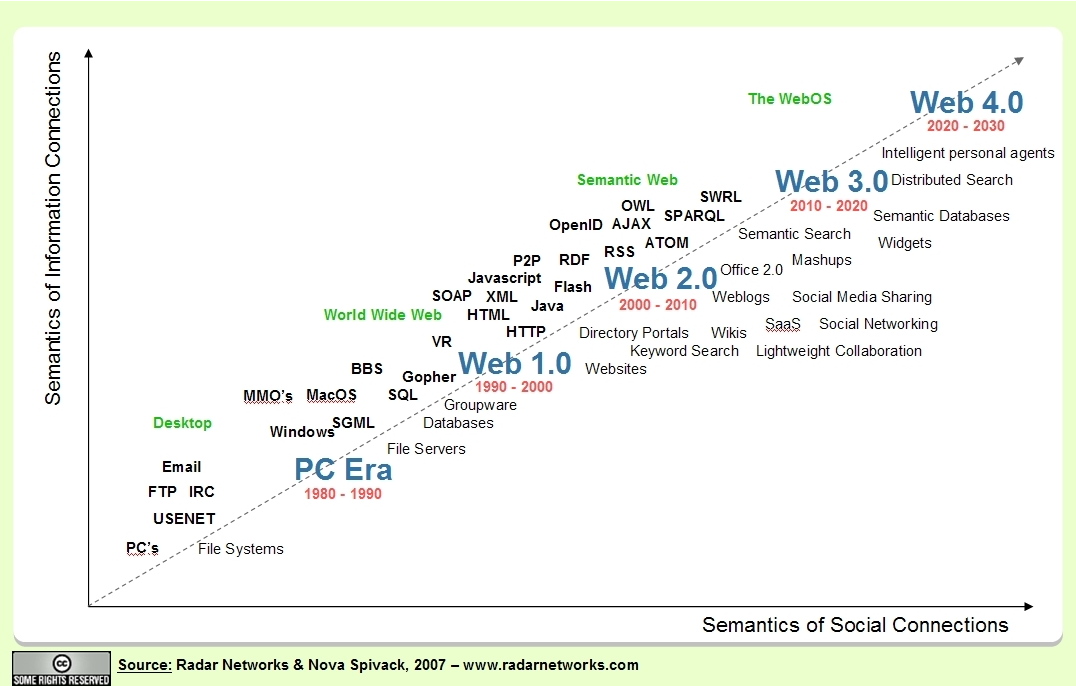 Semantics of Information Connections
The WebOS
Web 4.0
2020 - 2030
Intelligent personal agents
Semantic Web
Web 3.0
Distributed Search
2010 - 2020
SWRL
OWL
SPARQL
Semantic Databases
OpenID
AJAX
Semantic Search
Widgets
ATOM
RSS
P2P
RDF
Mashups
Javascript
Web 2.0
Office 2.0
Flash
SOAP
XML
2000 - 2010
Weblogs
Social Media Sharing
Java
World Wide Web
HTML
HTTP
Directory Portals
Wikis
SaaS
Social Networking
VR
Keyword Search
Lightweight Collaboration
Web 1.0
Websites
BBS
Gopher
1990 - 2000
MMO's
MacOS
SQL
Groupware
Desktop
Windows
SGML
Databases
File Servers
Email
PC Era
1980 - 1990
FTP
IRC
USENET
PC's
File Systems
Semantics of Social Connections
cc
SOME RIGHTS RESERVED
Source: Radar Networks & Nova Spivack, 2007 – www.radarnetworks.com